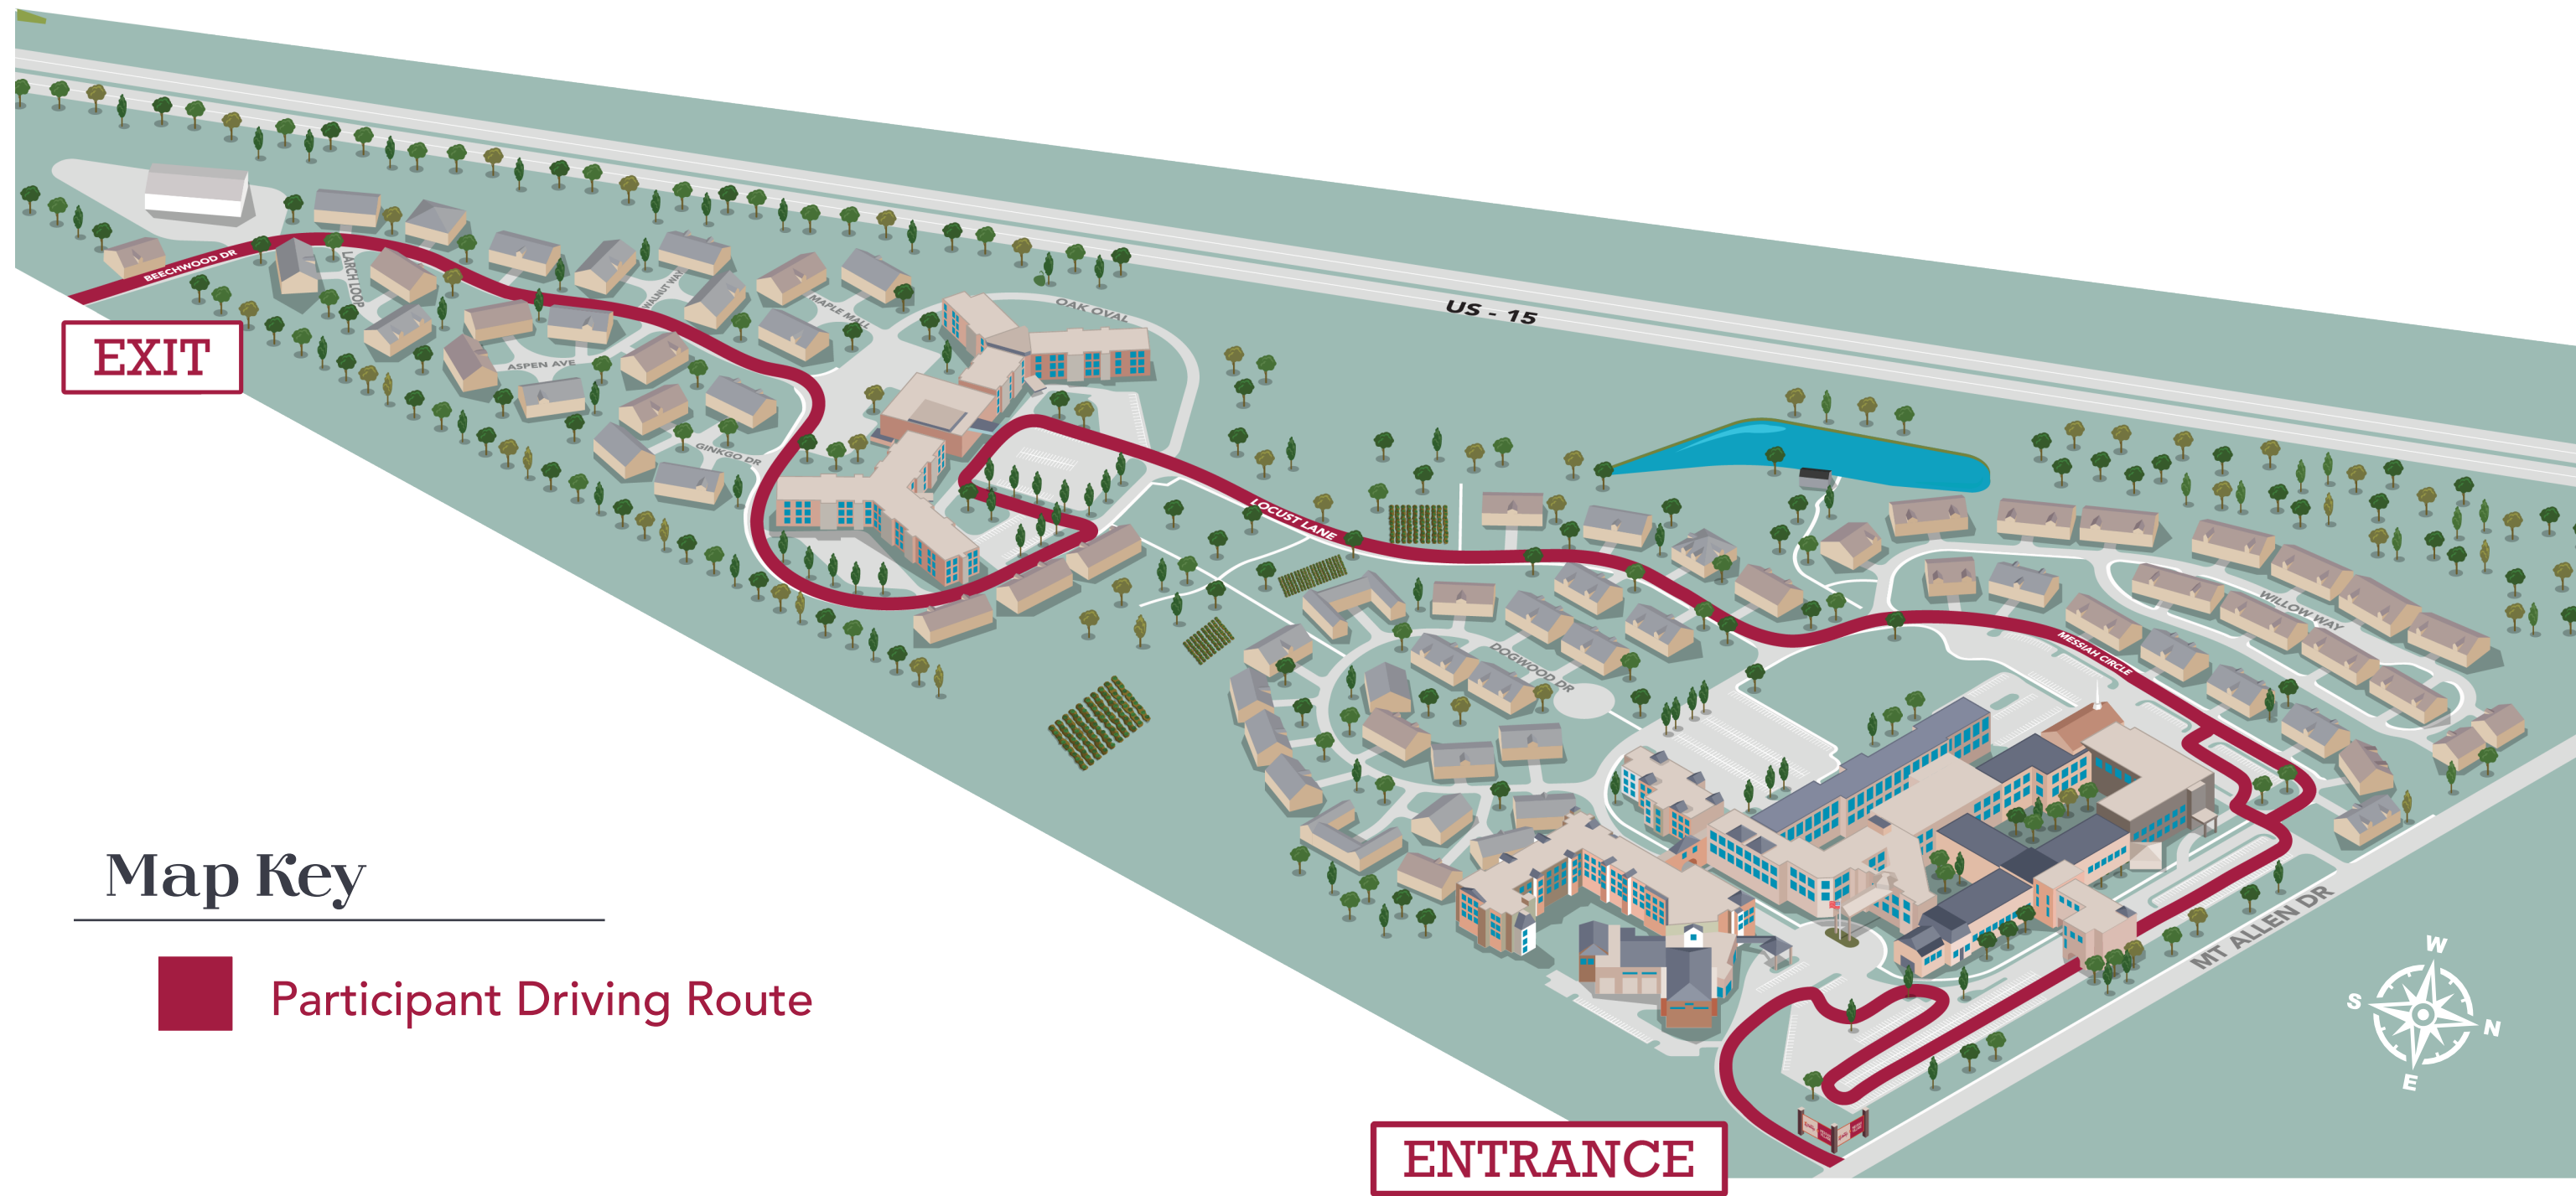 US - 15
BEECHWOOD DR
LARCH LOOP
WALNUT WAY
MAPLE MALL
OAK OVAL
EXIT
ASPEN AVE
GINKGO DR
LOCUST LANE
WILLOW WAY
DOGWOOD DR
MESSIAH CIRCLE
Map Key
Participant Driving Route
MT ALLEN DR
W
S
N
E
ENTRANCE